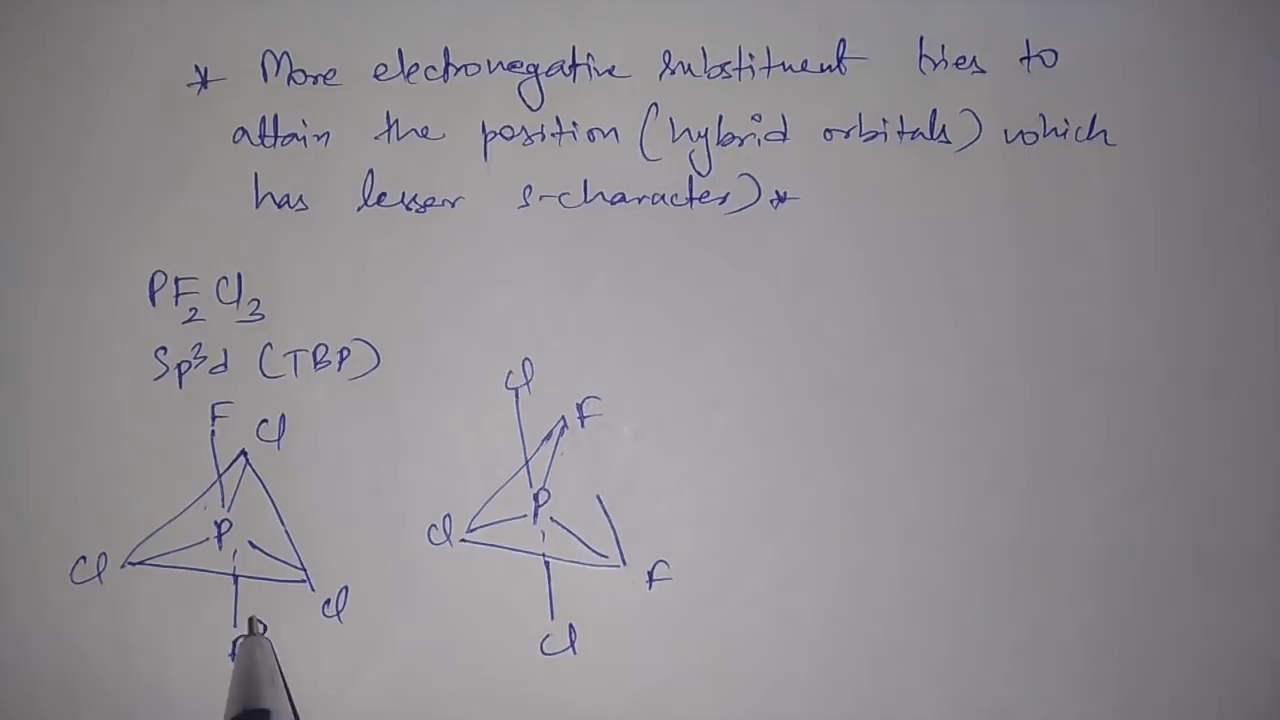 * More electronegative substituent tries to
attain the position (hybrid orbitals) which
has lesser s-character) *
PF₂Cl₃
Sp³d (TBP)
F
Cl
P
Cl
Cl
Cl
F
P
Cl
F
Cl